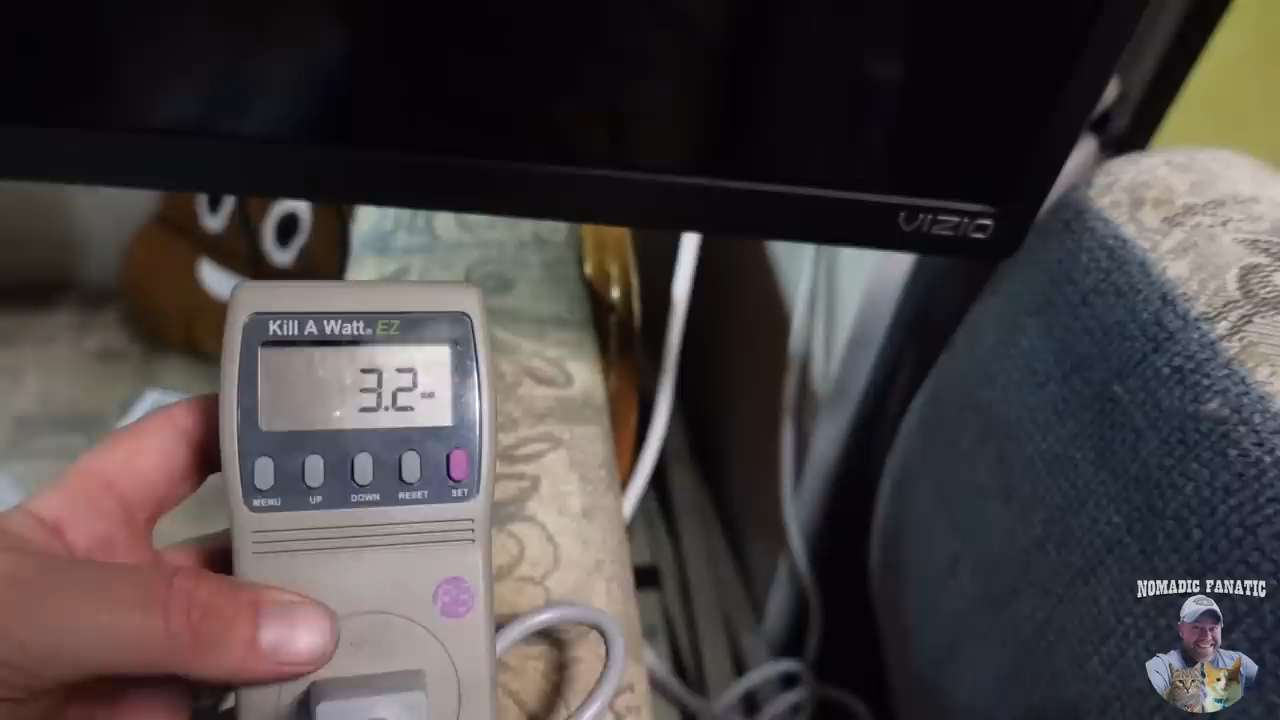 VIZIO
Kill A Watt® EZ
3.2
MENU UP DOWN RESET SET
NOMADIC FANATIC